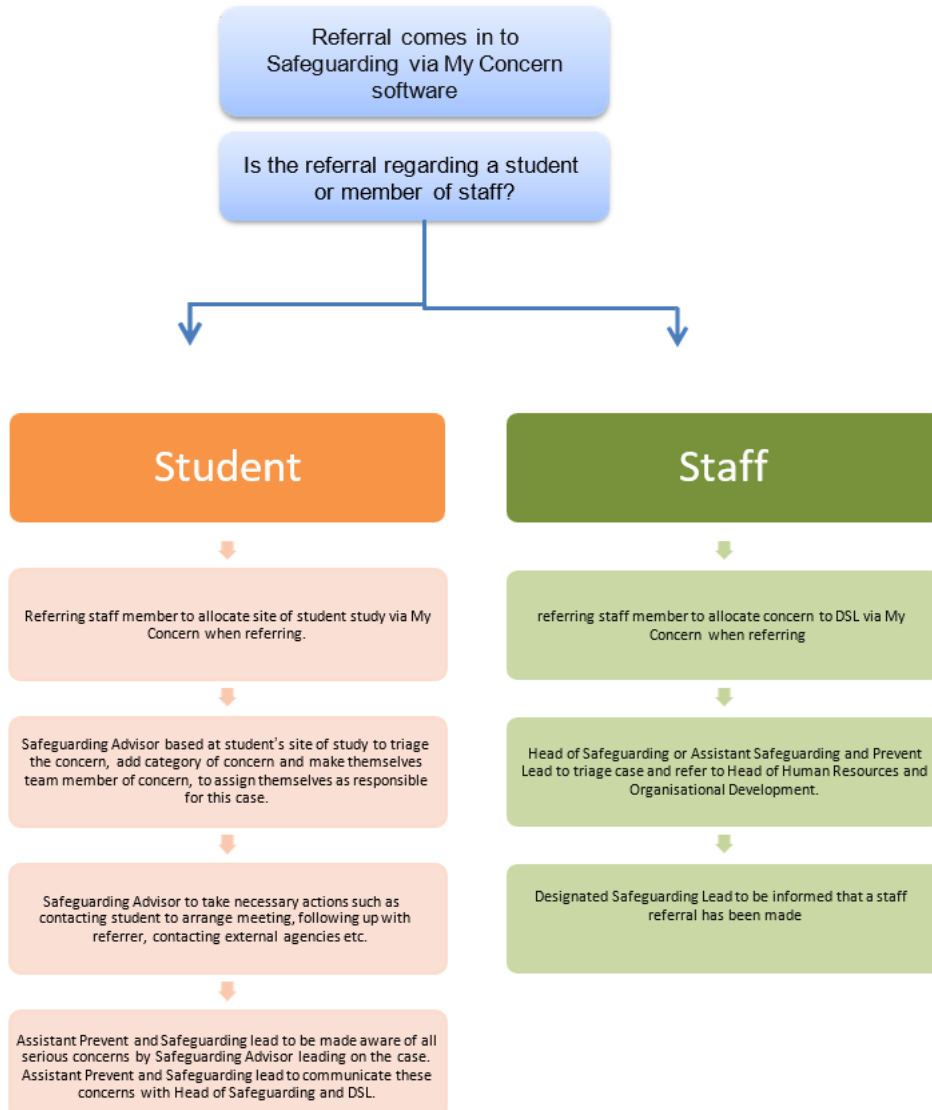 Referral comes in to
Safeguarding via My Concern
software
Is the referral regarding a student
or member of staff?
Student
Referring staff member to allocate site of student study via My
Concern when referring.
Safeguarding Advisor based at student's site of study to triage
the concern, add category of concern and make themselves
team member of concern, to assign themselves as responsible
for this case.
Safeguarding Advisor to take necessary actions such as
contacting student to arrange meeting, following up with
referrer, contacting external agencies etc.
Assistant Prevent and Safeguarding lead to be made aware of all
serious concerns by Safeguarding Advisor leading on the case.
Assistant Prevent and Safeguarding lead to communicate these
concerns with Head of Safeguarding and DSL.
Staff
referring staff member to allocate concern to DSL via My
Concern when referring
Head of Safeguarding or Assistant Safeguarding and Prevent
Lead to triage case and refer to Head of Human Resources and
Organisational Development.
Designated Safeguarding Lead to be informed that a staff
referral has been made